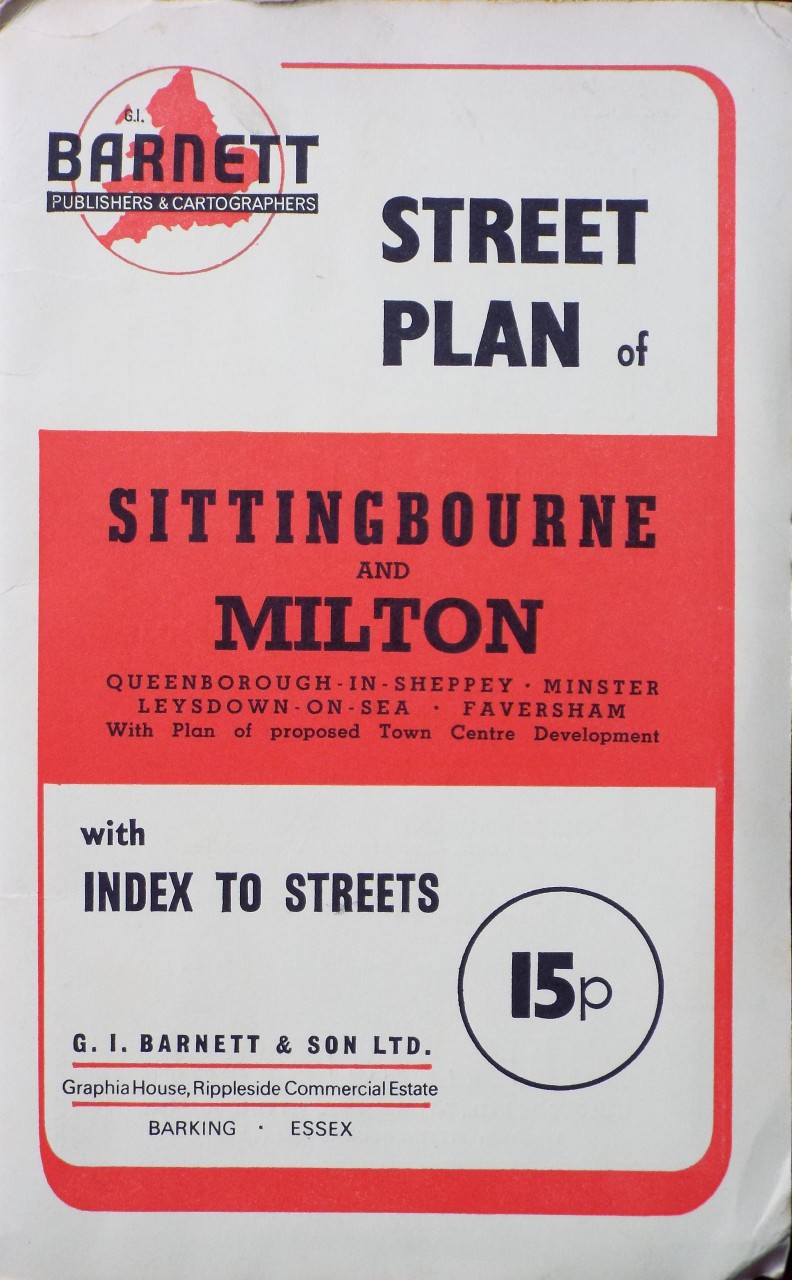 G.I.
BARNETT
PUBLISHERS & CARTOGRAPHERS
STREET
PLAN of
SITTINGBOURNE
AND
MILTON
QUEENBOROUGH-IN-SHEPPEY · MINSTER
LEYSDOWN-ON-SEA · FAVERSHAM
With Plan of proposed Town Centre Development
with
INDEX TO STREETS
15p
G. I. BARNETT & SON LTD.
Graphia House, Rippleside Commercial Estate
BARKING · ESSEX